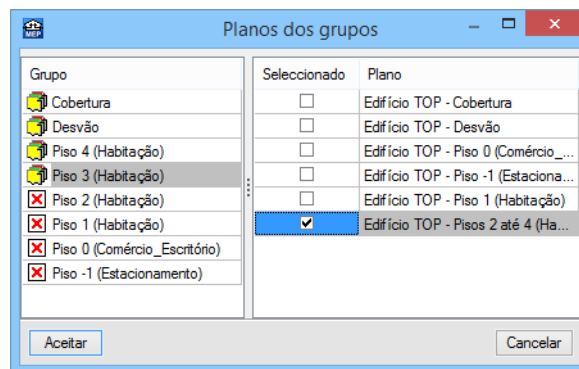 MEP Planos dos grupos
Grupo
Cobertura
Desvão
Piso 4 (Habitação)
Piso 3 (Habitação)
Piso 2 (Habitação)
Piso 1 (Habitação)
Piso 0 (Comércio_Escritório)
Piso -1 (Estacionamento)
Seleccionado Plano
Edifício TOP - Cobertura
Edifício TOP - Desvão
Edifício TOP - Piso 0 (Comércio_...
Edifício TOP - Piso -1 (Estaciona...
Edifício TOP - Piso 1 (Habitação)
Edifício TOP - Pisos 2 até 4 (Ha...
Aceitar Cancelar